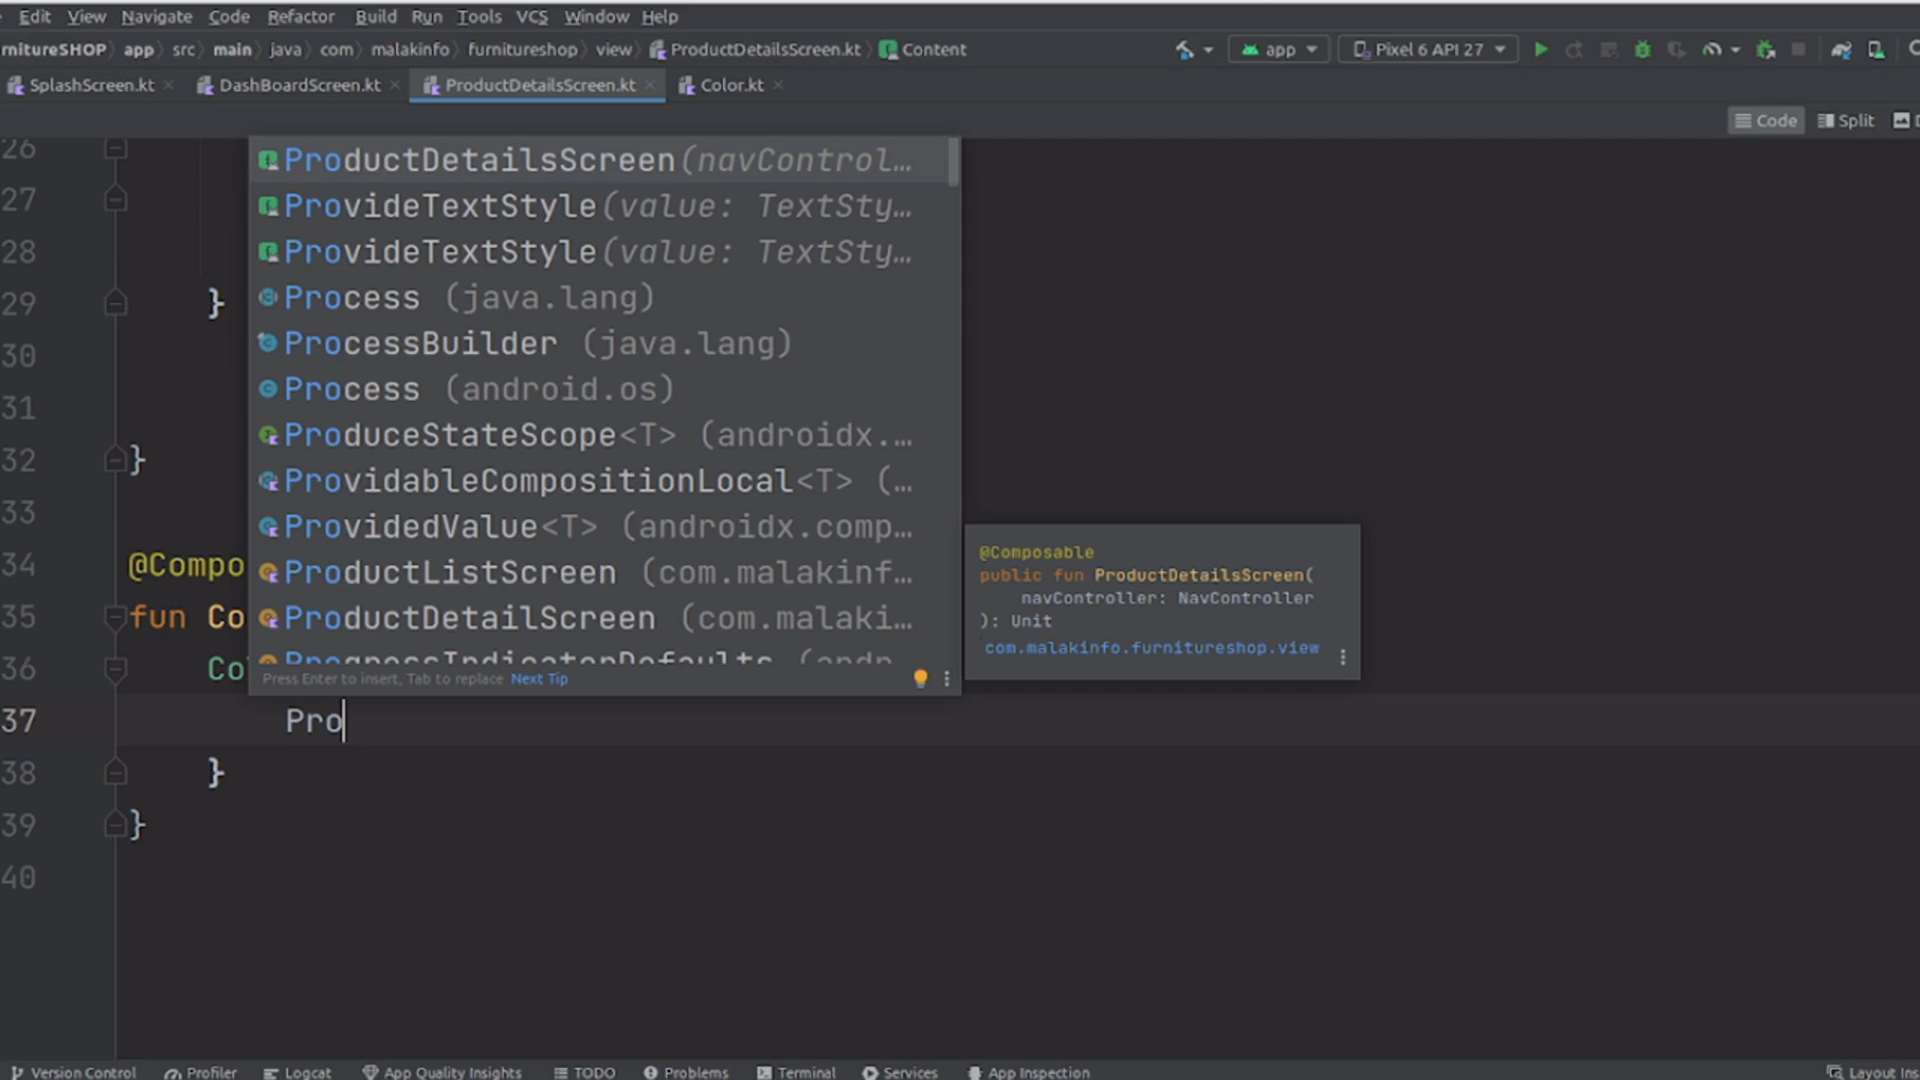 Edit View Navigate Code Refactor Build Run Tools VCS Window Help
rnitureSHOP app src main java com malakinfo furnitureshop view ProductDetailsScreen.kt Content app Pixel 6 API 27
SplashScreen.kt DashBoardScreen.kt ProductDetailsScreen.kt Color.kt
Code Split
26
27
28
29 }
30
31
32 }
33
34 @Compo
35 fun Co
36 Co
37 Pro
38 }
39 }
40
ProductDetailsScreen(navControl…
ProvideTextStyle(value: TextSty…
ProvideTextStyle(value: TextSty…
Process (java.lang)
ProcessBuilder (java.lang)
Process (android.os)
ProduceStateScope<T> (androidx.…
ProvidableCompositionLocal<T> (…
ProvidedValue<T> (androidx.comp…
ProductListScreen (com.malakinf…
ProductDetailScreen (com.malaki…
ProgressIndicatorDefaults (andr
Press Enter to insert, Tab to replace Next Tip
@Composable
public fun ProductDetailsScreen(
navController: NavController
): Unit
com.malakinfo.furnitureshop.view
Version Control Profiler Logcat App Quality Insights TODO Problems Terminal Services App Inspection Layout Ins